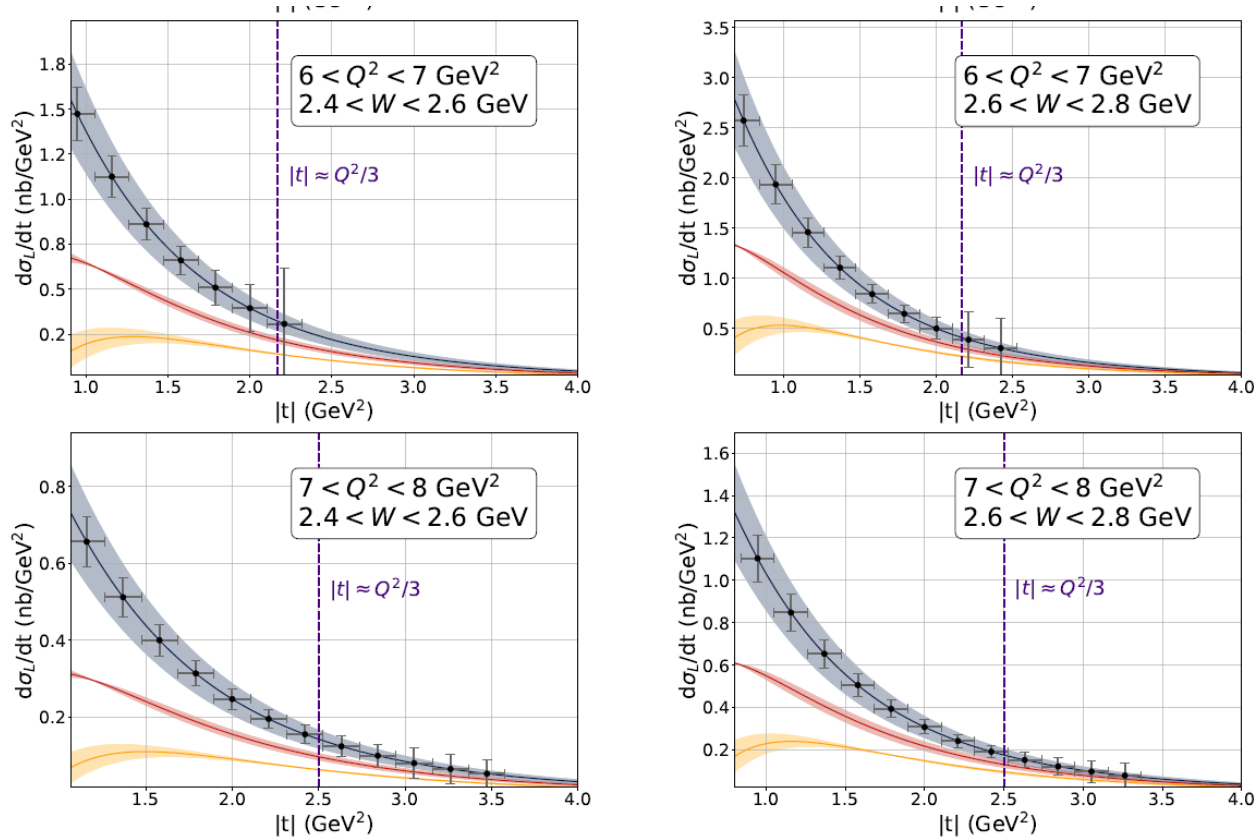 6 < Q² < 7 GeV²
2.4 < W < 2.6 GeV
|t| ≈ Q²/3
dσ_L/dt (nb/GeV²)
1.8
1.5
1.2
1.0
0.8
0.5
0.2
1.0 1.5 2.0 2.5 3.0 3.5 4.0
|t| (GeV²)
6 < Q² < 7 GeV²
2.6 < W < 2.8 GeV
|t| ≈ Q²/3
dσ_L/dt (nb/GeV²)
3.5
3.0
2.5
2.0
1.5
1.0
0.5
1.0 1.5 2.0 2.5 3.0 3.5 4.0
|t| (GeV²)
7 < Q² < 8 GeV²
2.4 < W < 2.6 GeV
|t| ≈ Q²/3
dσ_L/dt (nb/GeV²)
0.8
0.6
0.4
0.2
1.5 2.0 2.5 3.0 3.5 4.0
|t| (GeV²)
7 < Q² < 8 GeV²
2.6 < W < 2.8 GeV
|t| ≈ Q²/3
dσ_L/dt (nb/GeV²)
1.6
1.4
1.2
1.0
0.8
0.6
0.4
0.2
1.0 1.5 2.0 2.5 3.0 3.5 4.0
|t| (GeV²)